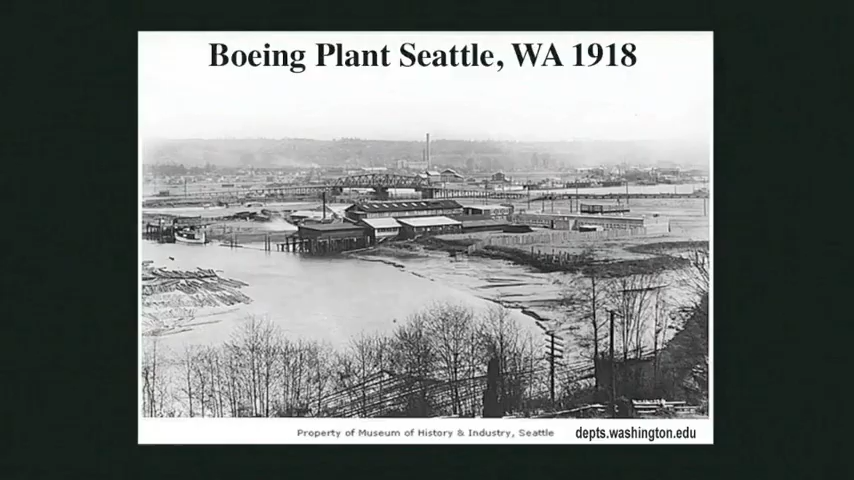 Boeing Plant Seattle, WA 1918
Property of Museum of History & Industry, Seattle
depts.washington.edu